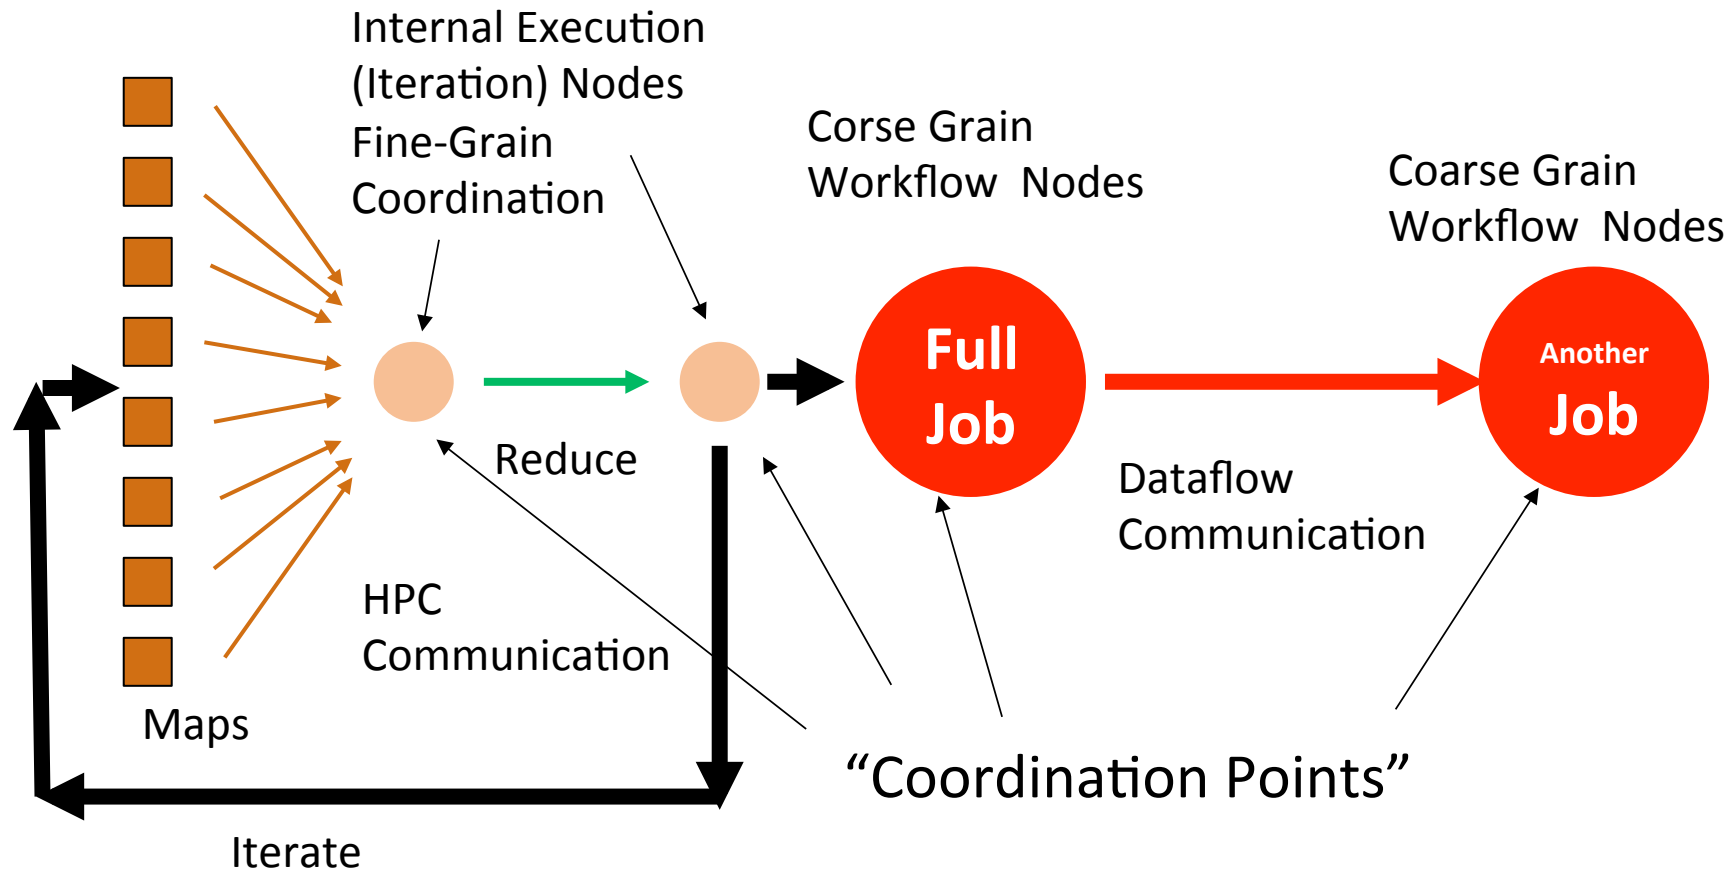 Internal Execution
(Iteration) Nodes
Fine-Grain
Coordination
Corse Grain
Workflow Nodes
Coarse Grain
Workflow Nodes
Full
Job
Another
Job
Reduce
Dataflow
Communication
HPC
Communication
Maps
“Coordination Points”
Iterate